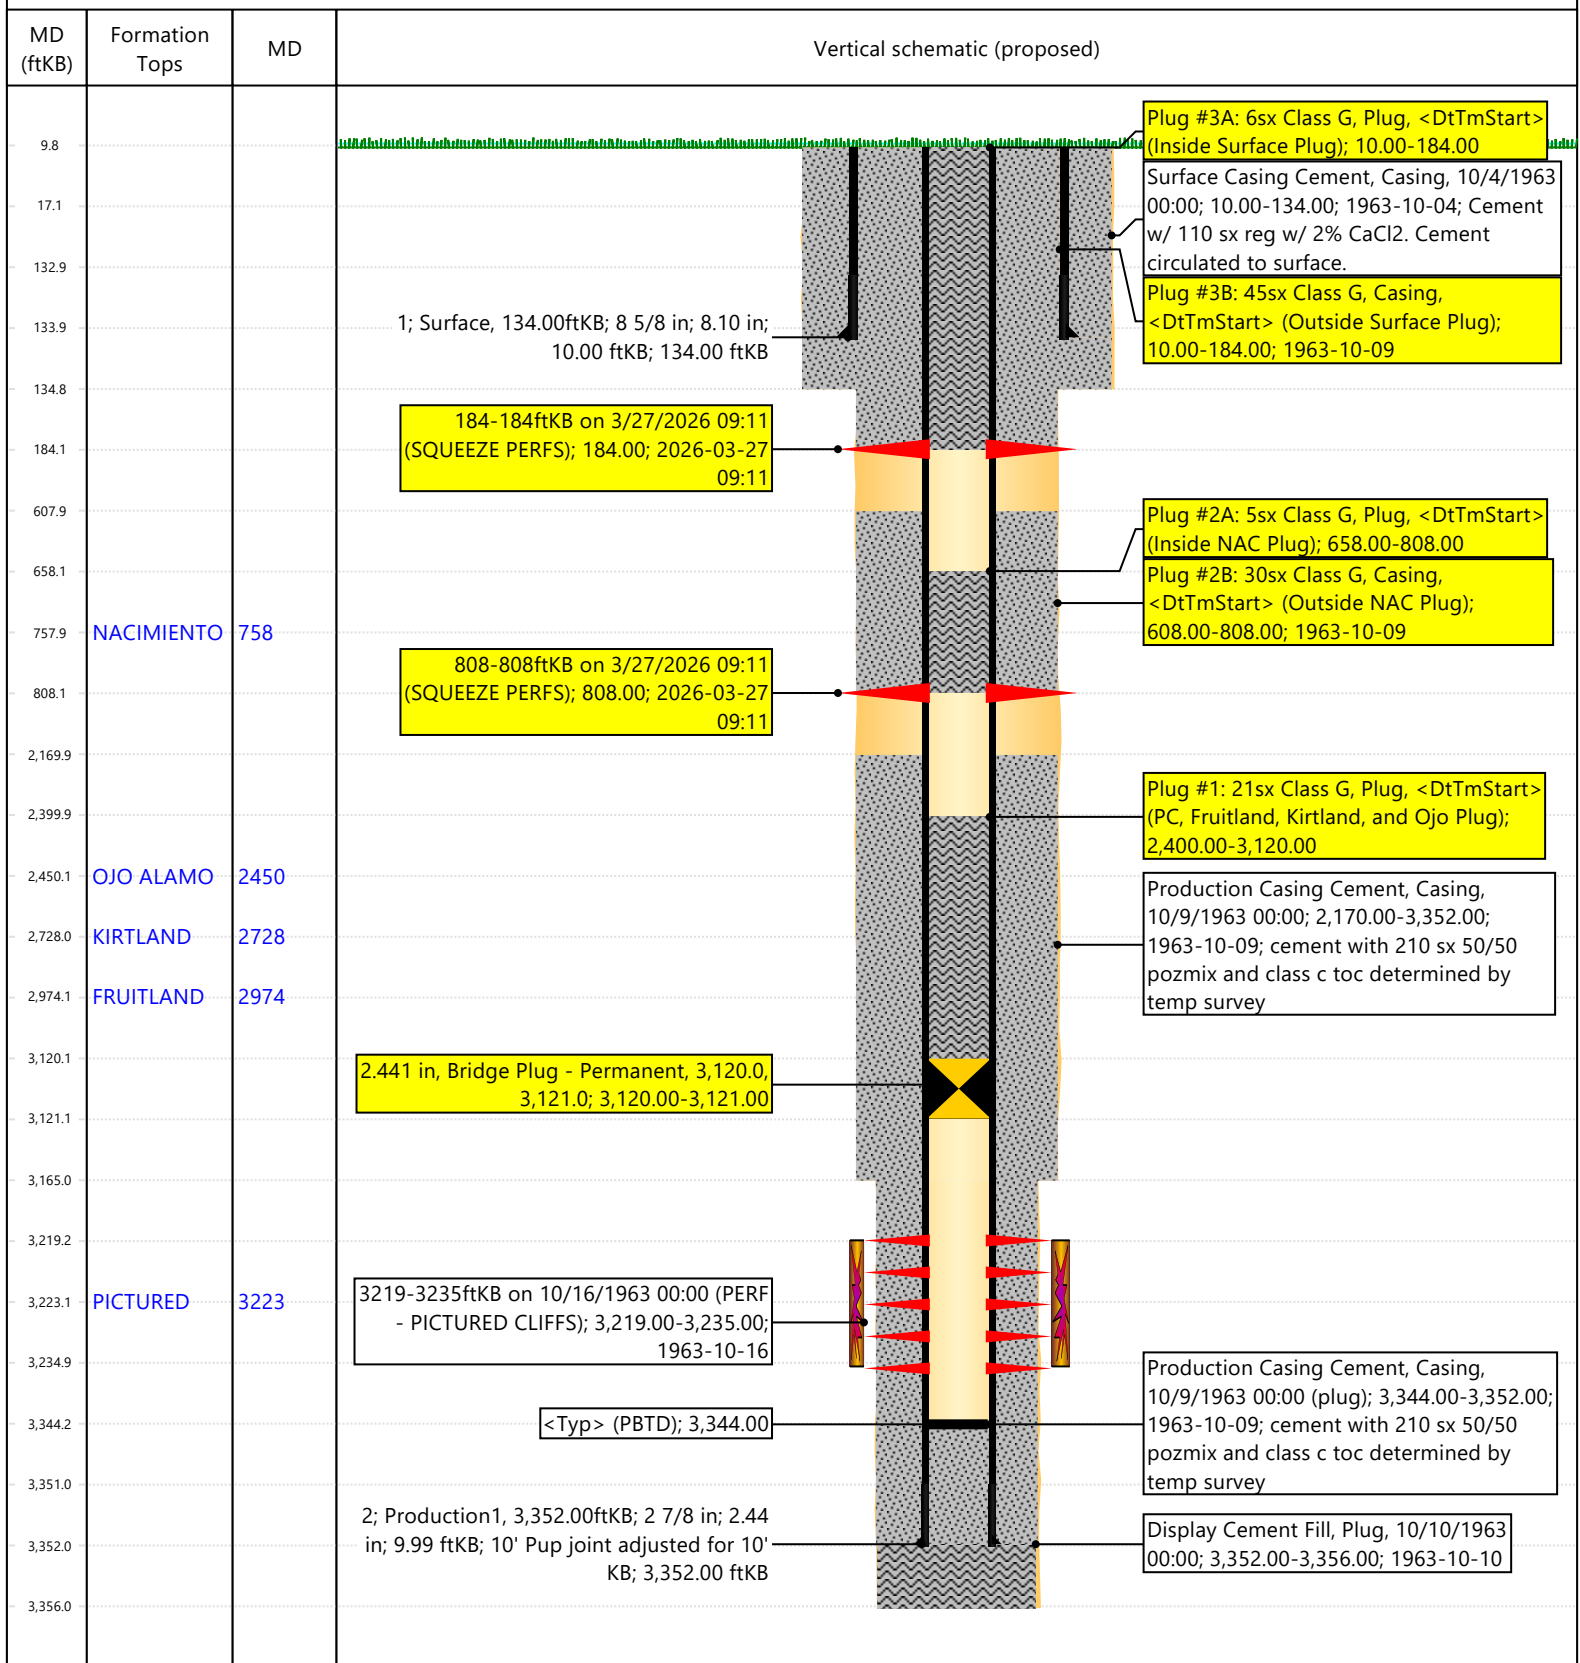 MD
(ftKB)
Formation
Tops
MD
Vertical schematic (proposed)
9.8
17.1
132.9
133.9
134.8
184.1
607.9
658.1
757.9
808.1
2,169.9
2,399.9
2,450.1
2,728.0
2,974.1
3,120.1
3,121.1
3,165.0
3,219.2
3,223.1
3,234.9
3,344.2
3,351.0
3,352.0
3,356.0
NACIMIENTO 758
OJO ALAMO 2450
KIRTLAND 2728
FRUITLAND 2974
PICTURED 3223
1; Surface, 134.00ftKB; 8 5/8 in; 8.10 in;
10.00 ftKB; 134.00 ftKB
184-184ftKB on 3/27/2026 09:11
(SQUEEZE PERFS); 184.00; 2026-03-27
09:11
808-808ftKB on 3/27/2026 09:11
(SQUEEZE PERFS); 808.00; 2026-03-27
09:11
2.441 in, Bridge Plug - Permanent, 3,120.0,
3,121.0; 3,120.00-3,121.00
3219-3235ftKB on 10/16/1963 00:00 (PERF
- PICTURED CLIFFS); 3,219.00-3,235.00;
1963-10-16
<Typ> (PBTD); 3,344.00
2; Production1, 3,352.00ftKB; 2 7/8 in; 2.44
in; 9.99 ftKB; 10' Pup joint adjusted for 10'
KB; 3,352.00 ftKB
Plug #3A: 6sx Class G, Plug, <DtTmStart>
(Inside Surface Plug); 10.00-184.00
Surface Casing Cement, Casing, 10/4/1963
00:00; 10.00-134.00; 1963-10-04; Cement
w/ 110 sx reg w/ 2% CaCl2. Cement
circulated to surface.
Plug #3B: 45sx Class G, Casing,
<DtTmStart> (Outside Surface Plug);
10.00-184.00; 1963-10-09
Plug #2A: 5sx Class G, Plug, <DtTmStart>
(Inside NAC Plug); 658.00-808.00
Plug #2B: 30sx Class G, Casing,
<DtTmStart> (Outside NAC Plug);
608.00-808.00; 1963-10-09
Plug #1: 21sx Class G, Plug, <DtTmStart>
(PC, Fruitland, Kirtland, and Ojo Plug);
2,400.00-3,120.00
Production Casing Cement, Casing,
10/9/1963 00:00; 2,170.00-3,352.00;
1963-10-09; cement with 210 sx 50/50
pozmix and class c toc determined by
temp survey
Production Casing Cement, Casing,
10/9/1963 00:00 (plug); 3,344.00-3,352.00;
1963-10-09; cement with 210 sx 50/50
pozmix and class c toc determined by
temp survey
Display Cement Fill, Plug, 10/10/1963
00:00; 3,352.00-3,356.00; 1963-10-10